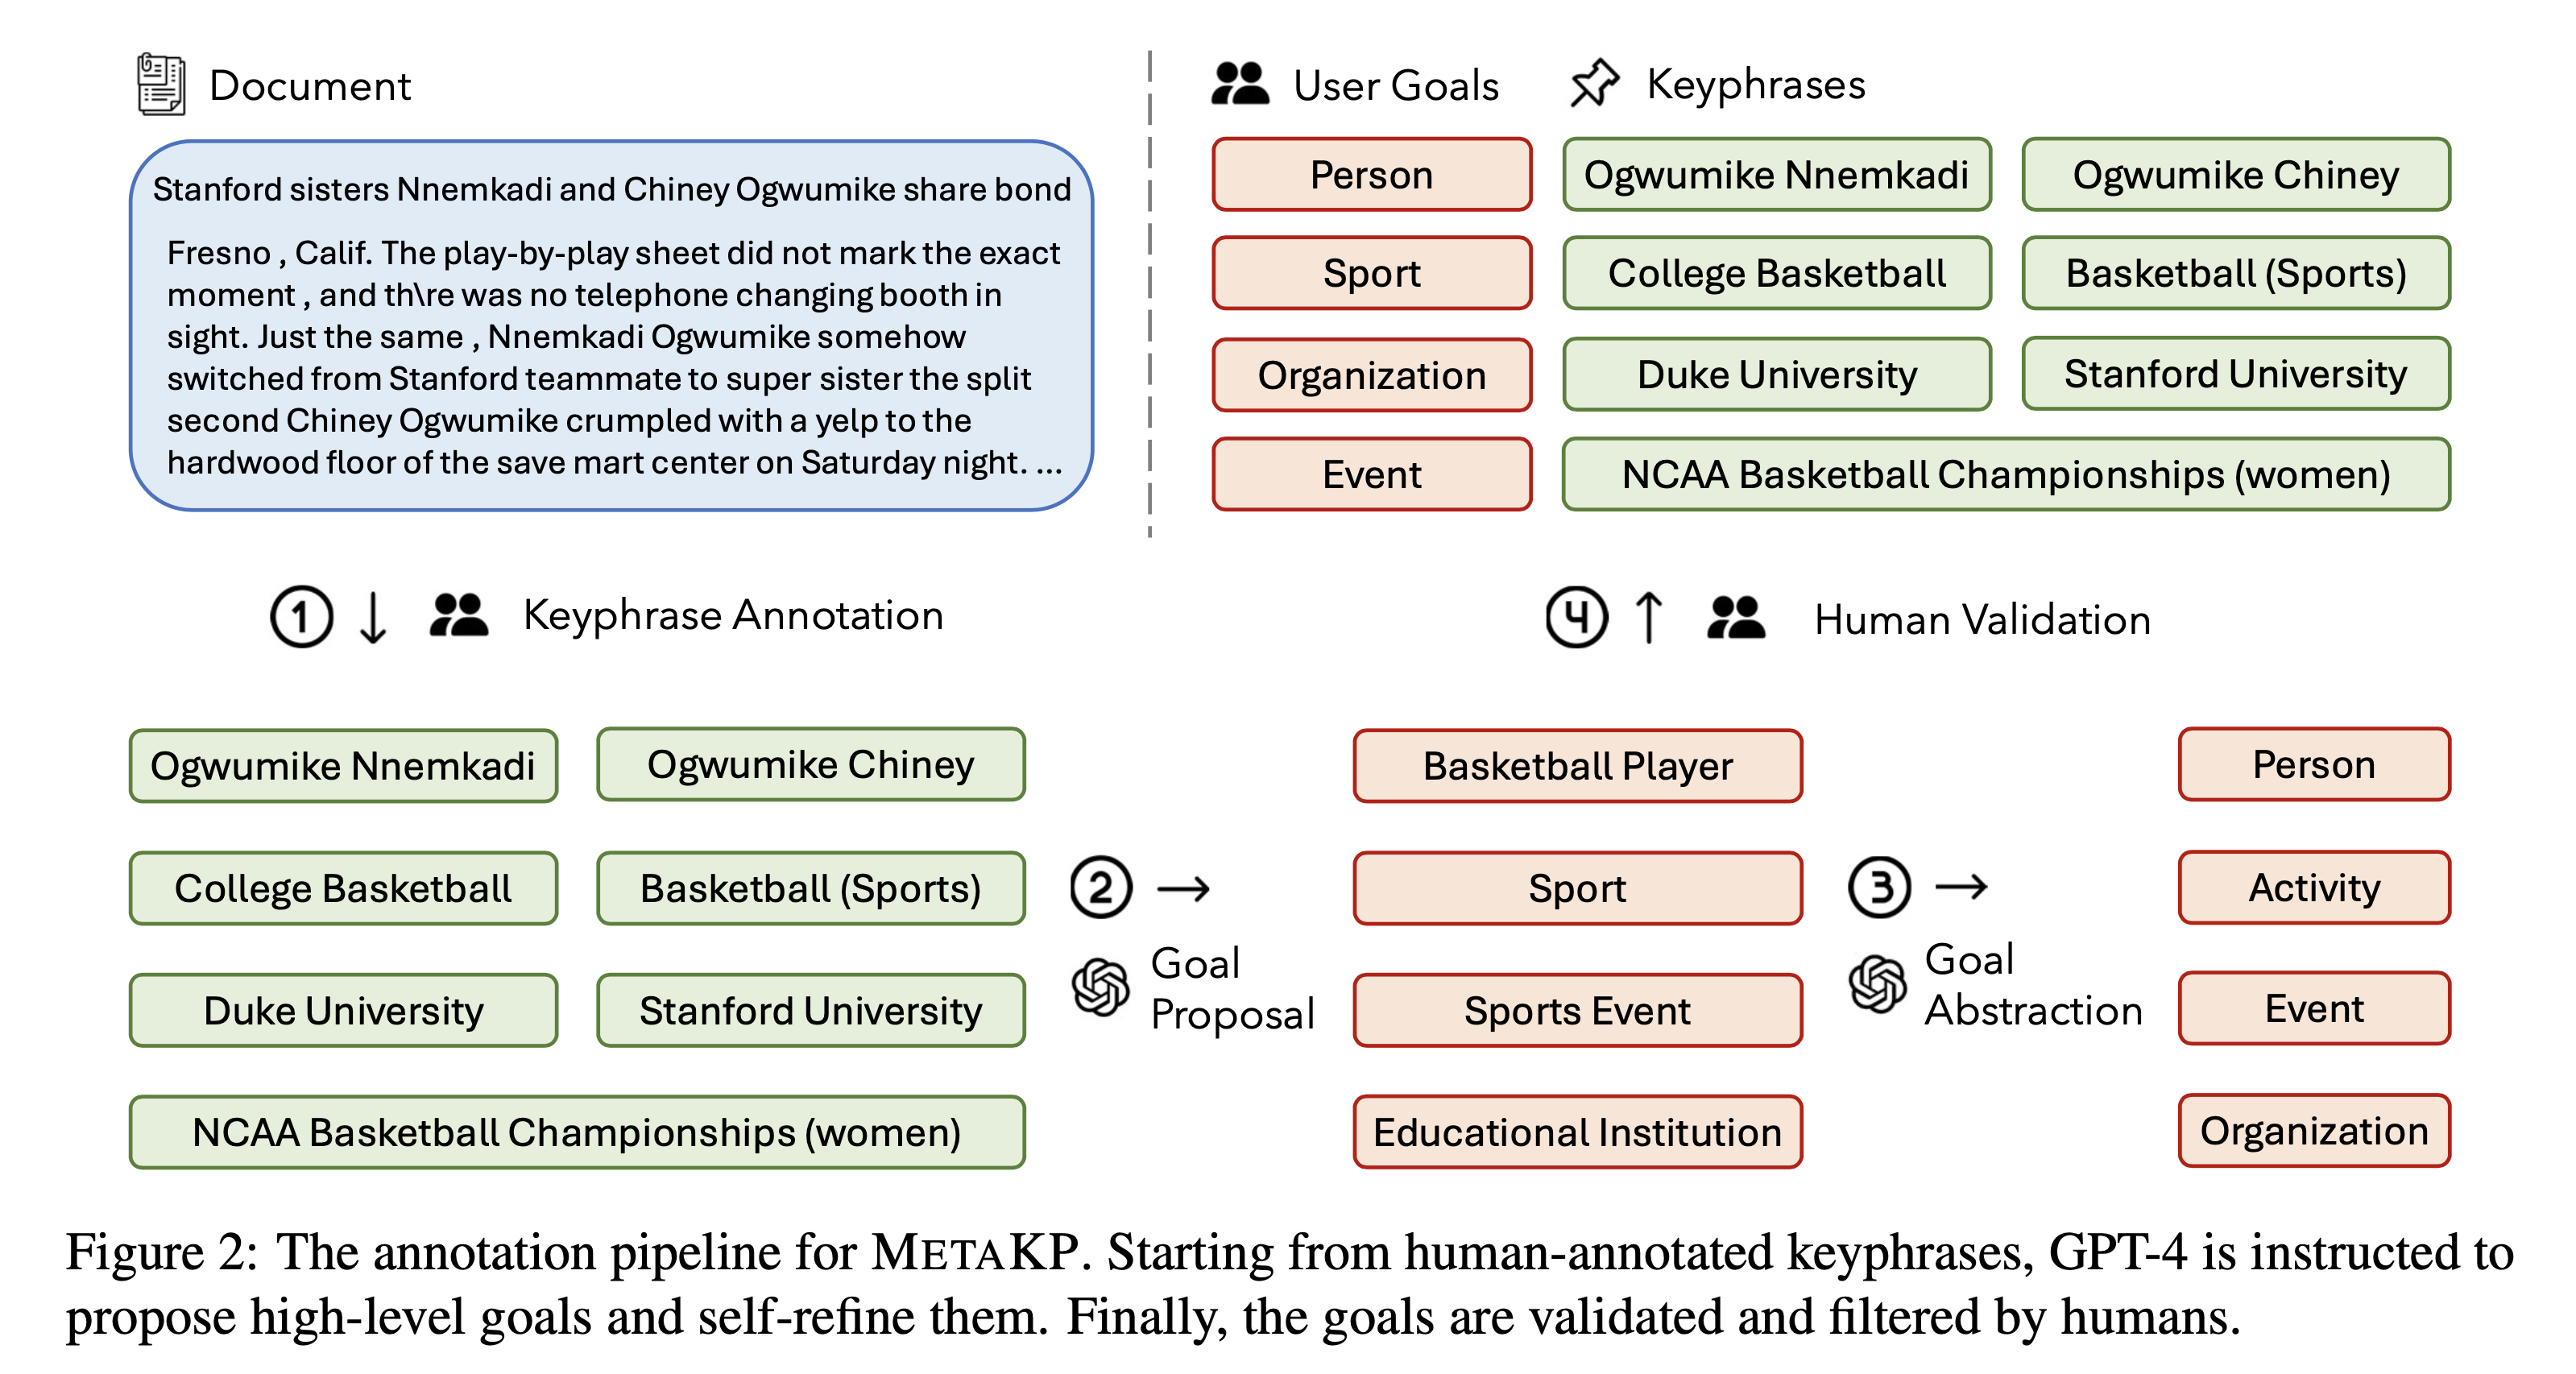 Document
Stanford sisters Nnemkadi and Chiney Ogwumike share bond
Fresno , Calif. The play-by-play sheet did not mark the exact
moment , and th\re was no telephone changing booth in
sight. Just the same , Nnemkadi Ogwumike somehow
switched from Stanford teammate to super sister the split
second Chiney Ogwumike crumpled with a yelp to the
hardwood floor of the save mart center on Saturday night. ...
User Goals Keyphrases
Person Ogwumike Nnemkadi Ogwumike Chiney
Sport College Basketball Basketball (Sports)
Organization Duke University Stanford University
Event NCAA Basketball Championships (women)
1 ↓ Keyphrase Annotation
4 ↑ Human Validation
Ogwumike Nnemkadi Ogwumike Chiney
College Basketball Basketball (Sports)
Duke University Stanford University
NCAA Basketball Championships (women)
2 →
Goal
Proposal
Basketball Player
Sport
Sports Event
Educational Institution
3 →
Goal
Abstraction
Person
Activity
Event
Organization
Figure 2: The annotation pipeline for METAKP. Starting from human-annotated keyphrases, GPT-4 is instructed to
propose high-level goals and self-refine them. Finally, the goals are validated and filtered by humans.